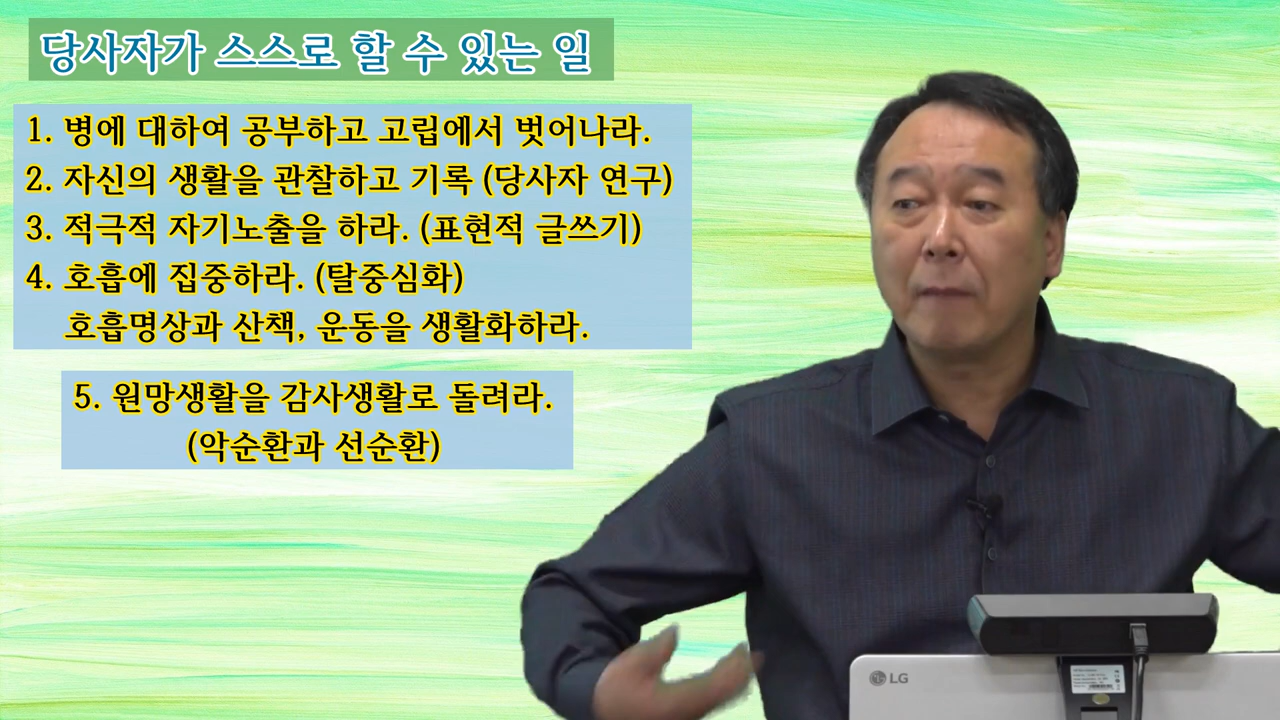 당사자가 스스로 할 수 있는 일
1. 병에 대하여 공부하고 고립에서 벗어나라.
2. 자신의 생활을 관찰하고 기록 (당사자 연구)
3. 적극적 자기노출을 하라. (표현적 글쓰기)
4. 호흡에 집중하라. (탈중심화)
호흡명상과 산책, 운동을 생활화하라.
5. 원망생활을 감사생활로 돌려라.
(악순환과 선순환)
LG